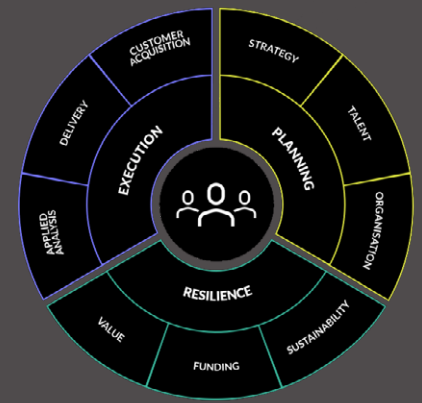 CUSTOMER
ACQUISITION
STRATEGY
DELIVERY
TALENT
EXECUTION
PLANNING
APPLIED
ANALYSIS
ORGANISATION
RESILIENCE
VALUE
FUNDING
SUSTAINABILITY